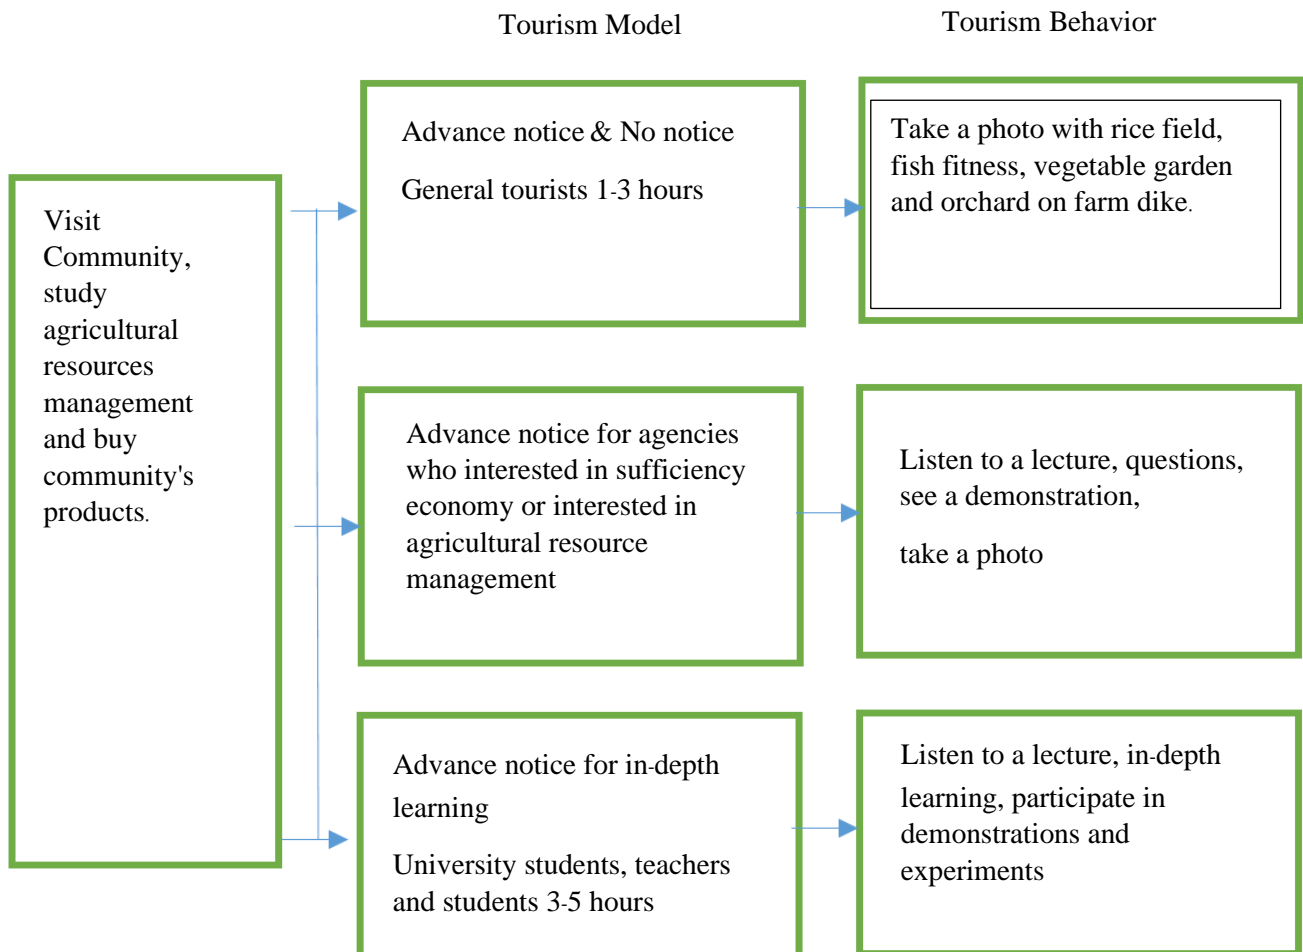 Tourism Model
Tourism Behavior
Visit
Community,
study
agricultural
resources
management
and buy
community's
products.
Advance notice & No notice
General tourists 1-3 hours
Take a photo with rice field,
fish fitness, vegetable garden
and orchard on farm dike.
Advance notice for agencies
who interested in sufficiency
economy or interested in
agricultural resource
management
Listen to a lecture, questions,
see a demonstration,
take a photo
Advance notice for in-depth
learning
University students, teachers
and students 3-5 hours
Listen to a lecture, in-depth
learning, participate in
demonstrations and
experiments